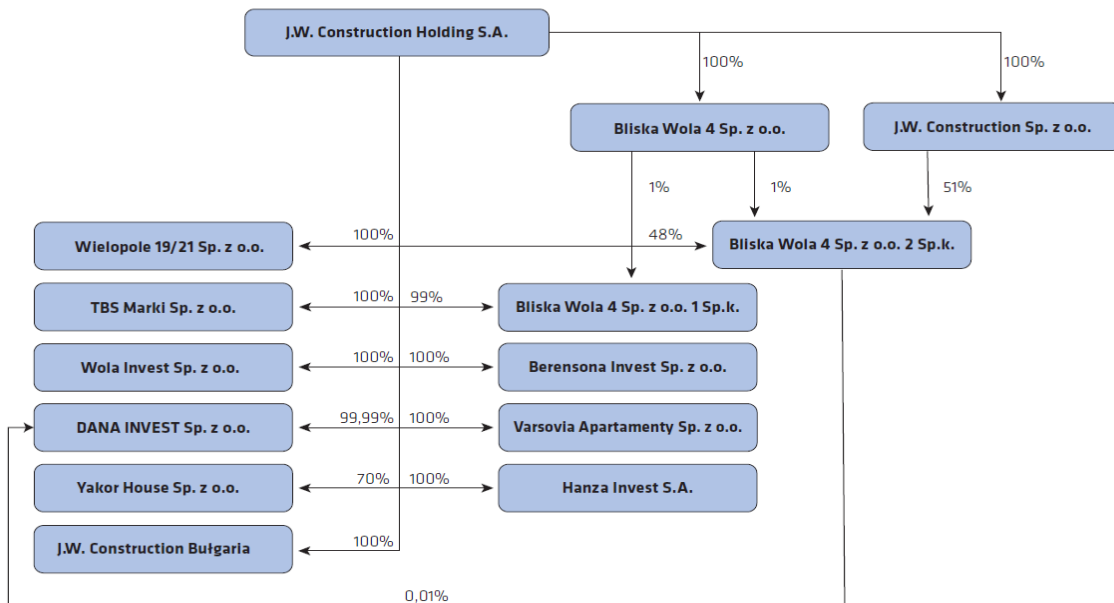 J.W. Construction Holding S.A.
100%
100%
Bliska Wola 4 Sp. z o.o.
J.W. Construction Sp. z o.o.
1%
1%
51%
Wielopole 19/21 Sp. z o.o.
100%
48%
Bliska Wola 4 Sp. z o.o. 2 Sp.k.
TBS Marki Sp. z o.o.
100%
99%
Bliska Wola 4 Sp. z o.o. 1 Sp.k.
Wola Invest Sp. z o.o.
100%
100%
Berensona Invest Sp. z o.o.
DANA INVEST Sp. z o.o.
99,99%
100%
Varsovia Apartamenty Sp. z o.o.
Yakor House Sp. z o.o.
70%
100%
Hanza Invest S.A.
J.W. Construction Bułgaria
100%
0,01%